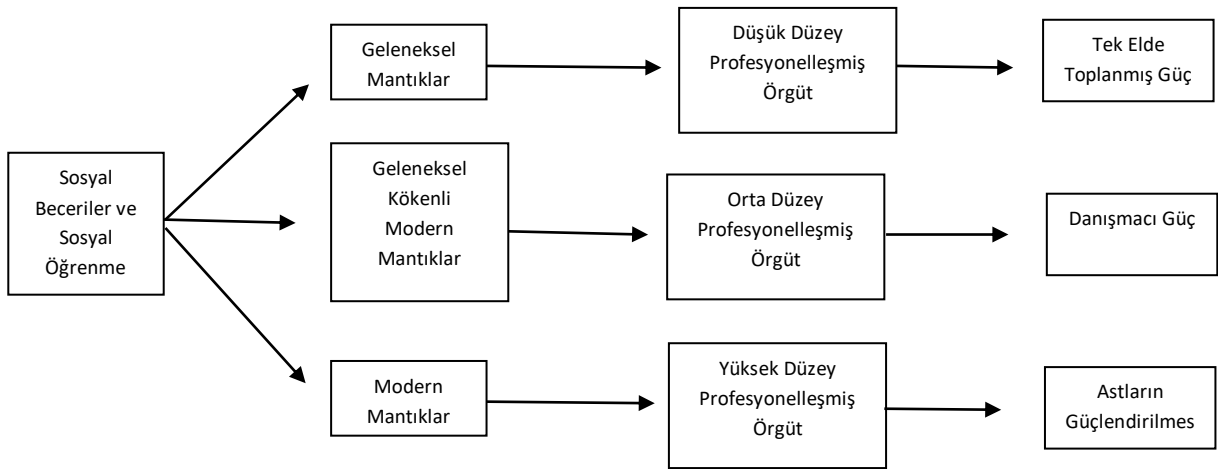 Sosyal
Beceriler ve
Sosyal
Öğrenme
Geleneksel
Mantıklar
Düşük Düzey
Profesyonelleşmiş
Örgüt
Tek Elde
Toplanmış Güç
Geleneksel
Kökenli
Modern
Mantıklar
Orta Düzey
Profesyonelleşmiş
Örgüt
Danışmacı Güç
Modern
Mantıklar
Yüksek Düzey
Profesyonelleşmiş
Örgüt
Astların
Güçlendirilmes